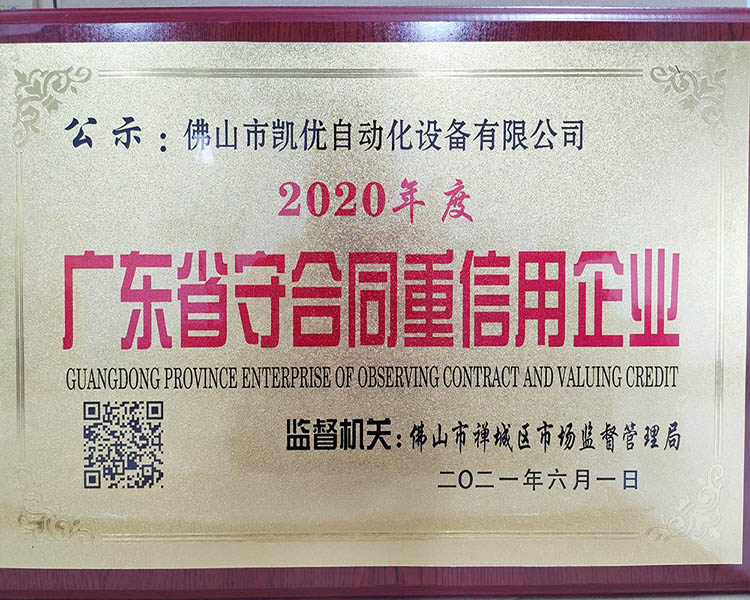 公示：佛山市凯优自动化设备有限公司
2020年度
广东省守合同重信用企业
GUANGDONG PROVINCE ENTERPRISE OF OBSERVING CONTRACT AND VALUING CREDIT
监督机关：佛山市禅城区市场监督管理局
二〇二一年六月一日